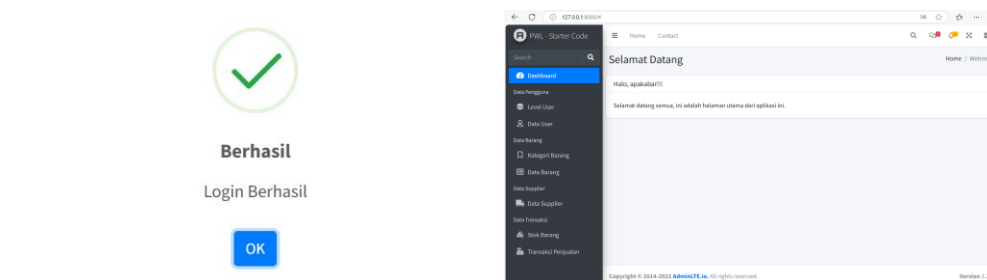 Berhasil
Login Berhasil
OK
127.0.0.1:8000/#
PWL - Starter Code
Home Contact
Search
Selamat Datang
Home / Welco
Dashboard
Halo, apakabar!!!
Data Pengguna
Level User
Selamat datang semua, ini adalah halaman utama dari aplikasi ini.
Data User
Data Barang
Kategori Barang
Data Barang
Data Supplier
Data Supplier
Data Transaksi
Stok Barang
Transaksi Penjualan
Copyright © 2014-2021 AdminLTE.io. All rights reserved.
Version 3.